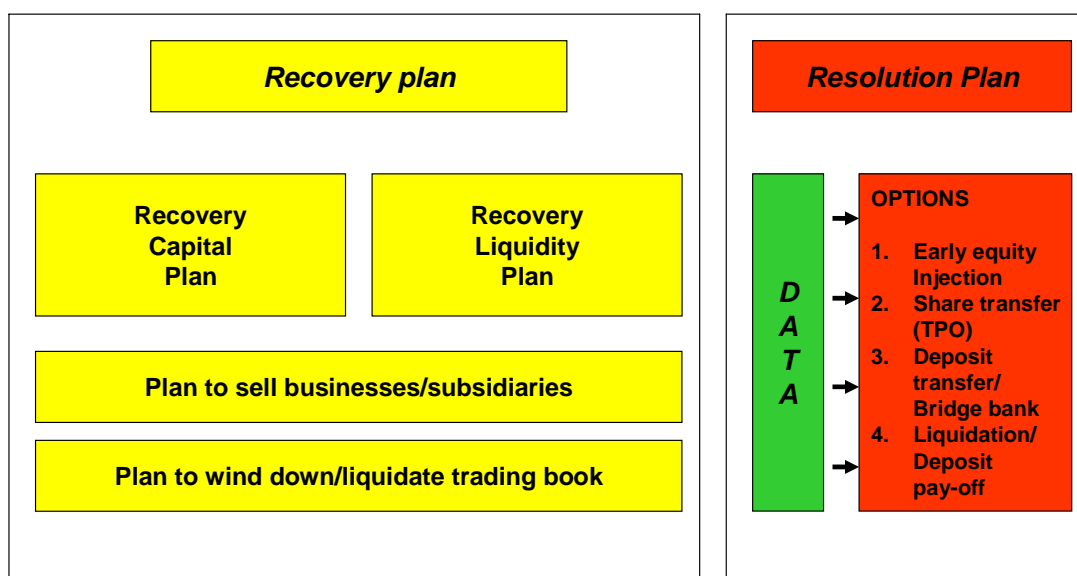 Recovery plan
Recovery
Capital
Plan
Recovery
Liquidity
Plan
Plan to sell businesses/subsidiaries
Plan to wind down/liquidate trading book
Resolution Plan
D
A
T
A
OPTIONS
1. Early equity
Injection
2. Share transfer
(TPO)
3. Deposit
transfer/
Bridge bank
4. Liquidation/
Deposit
pay-off